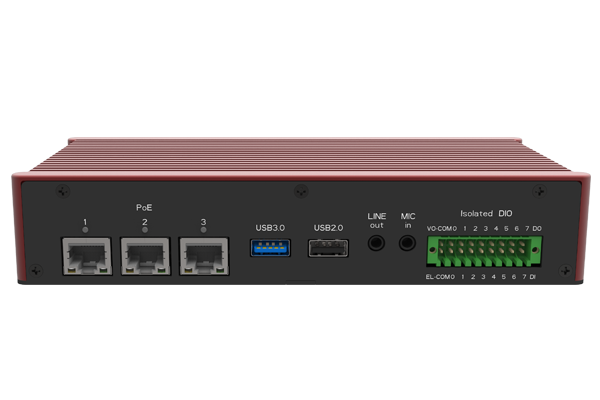 PoE
1 2 3
USB3.0
USB2.0
LINE
out
MIC
in
Isolated DIO
VO-COM 0 1 2 3 4 5 6 7 DO
EL-COM 0 1 2 3 4 5 6 7 DI